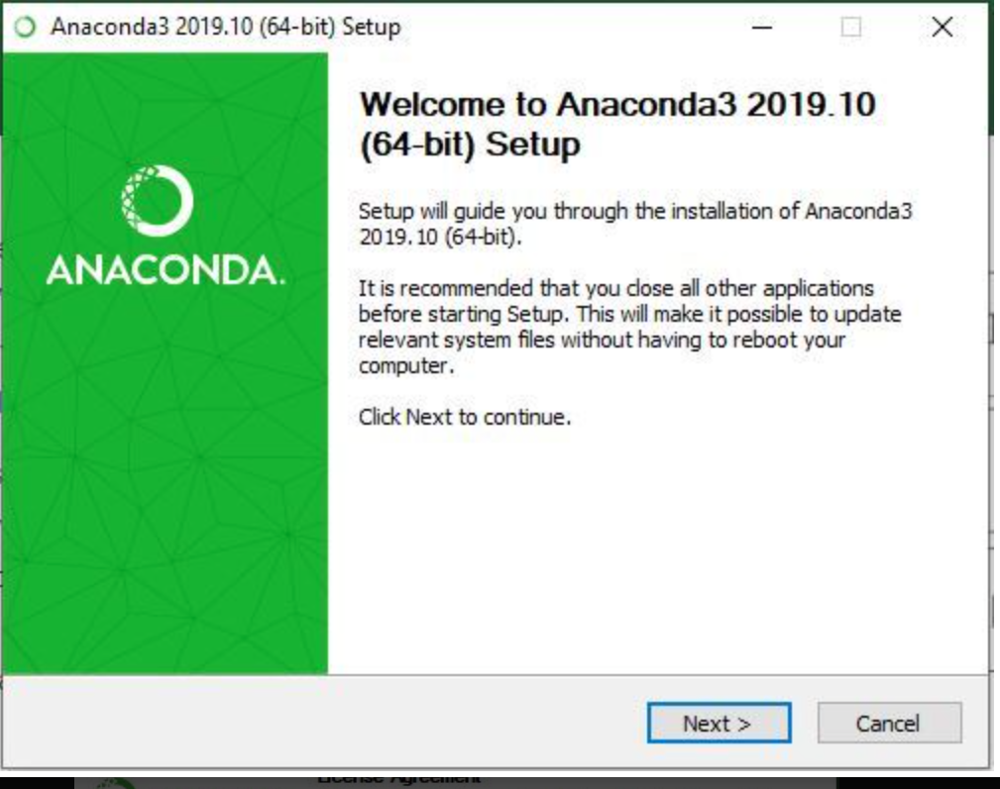 Anaconda3 2019.10 (64-bit) Setup
ANACONDA.
Welcome to Anaconda3 2019.10
(64-bit) Setup
Setup will guide you through the installation of Anaconda3
2019.10 (64-bit).
It is recommended that you close all other applications
before starting Setup. This will make it possible to update
relevant system files without having to reboot your
computer.
Click Next to continue.
Next >
Cancel
License Agreement